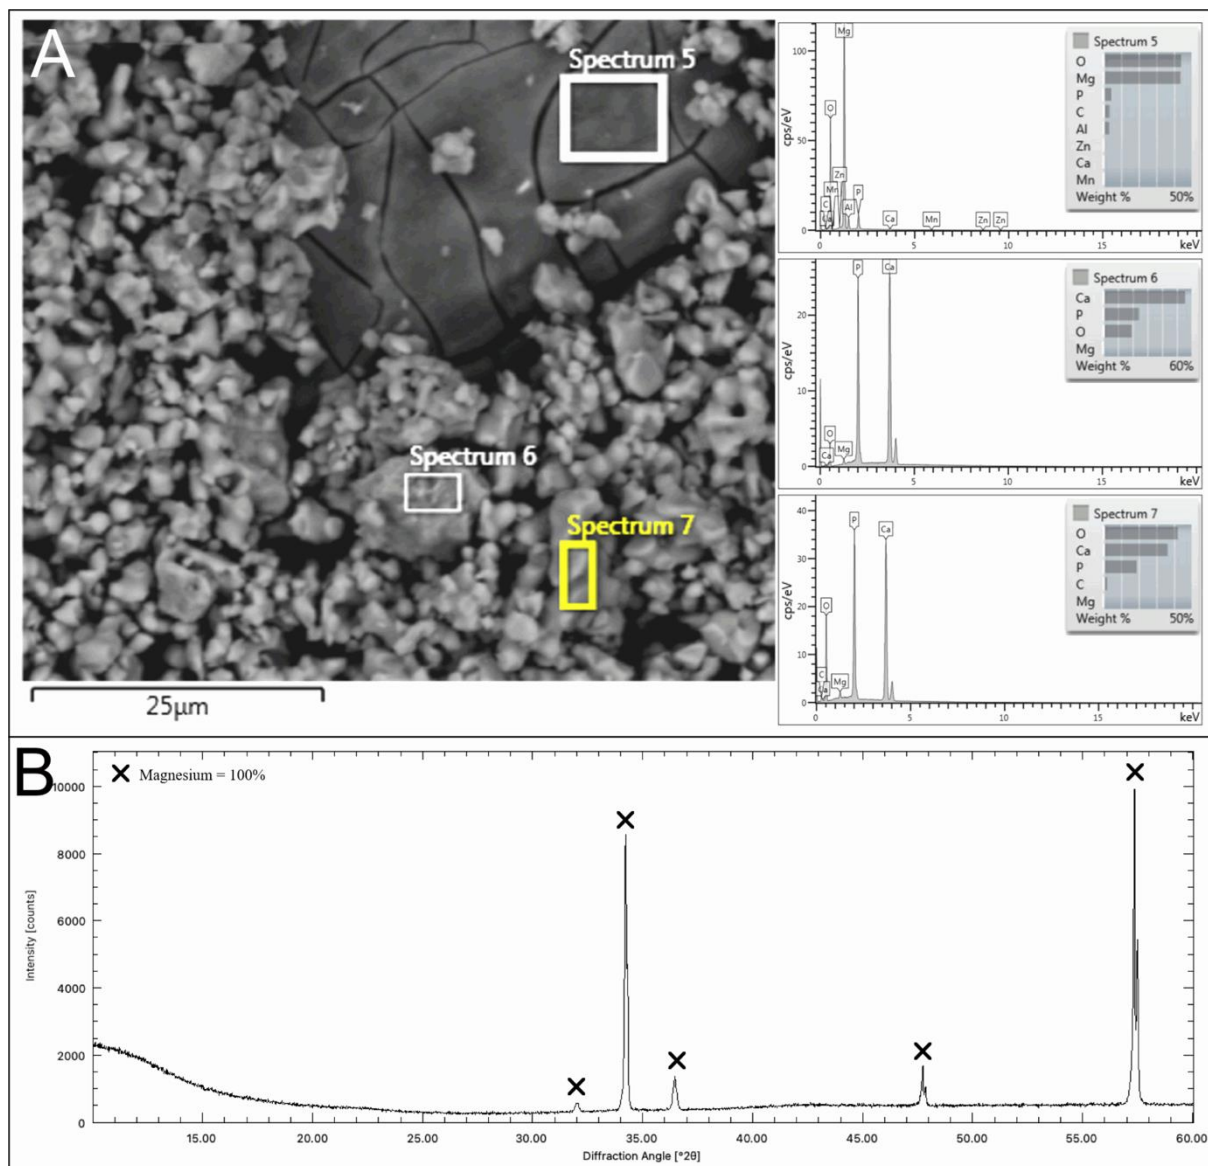 A
Spectrum 5
Spectrum 6
Spectrum 7
25µm
100
50
0
cps/eV
Mg
O
Zn
Mn
C
Ca
Al
P
Ca
Mn
Zn
Zn
0
5
10
15
keV
Spectrum 5
O
Mg
P
C
Al
Zn
Ca
Mn
Weight % 50%
20
10
0
cps/eV
P
Ca
O
Ca
Mg
0
5
10
15
keV
Spectrum 6
Ca
P
O
Mg
Weight % 60%
40
30
20
10
0
cps/eV
P
Ca
O
C
Ca
Mg
0
5
10
15
keV
Spectrum 7
O
Ca
P
C
Mg
Weight % 50%
B
Magnesium = 100%
10000
8000
6000
4000
2000
0
Intensity [counts]
15.00 20.00 25.00 30.00 35.00 40.00 45.00 50.00 55.00 60.00
Diffraction Angle [°2θ]